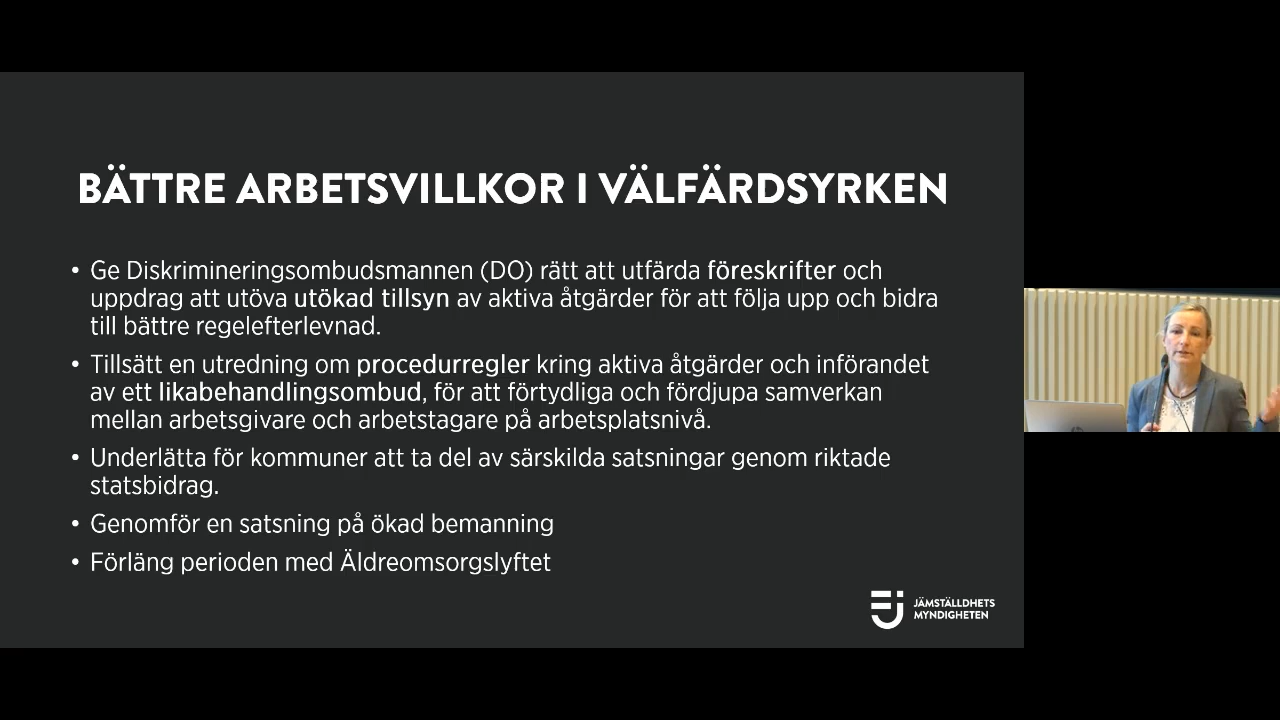 BÄTTRE ARBETSVILLKOR I VÄLFÄRDSYRKEN
• Ge Diskrimineringsombudsmannen (DO) rätt att utfärda föreskrifter och
uppdrag att utöva utökad tillsyn av aktiva åtgärder för att följa upp och bidra
till bättre regelefterlevnad.
• Tillsätt en utredning om procedurregler kring aktiva åtgärder och införandet
av ett likabehandlingsombud, för att förtydliga och fördjupa samverkan
mellan arbetsgivare och arbetstagare på arbetsplatsnivå.
• Underlätta för kommuner att ta del av särskilda satsningar genom riktade
statsbidrag.
• Genomför en satsning på ökad bemanning
• Förläng perioden med Äldreomsorgslyftet
JÄMSTÄLLDHETS
MYNDIGHETEN